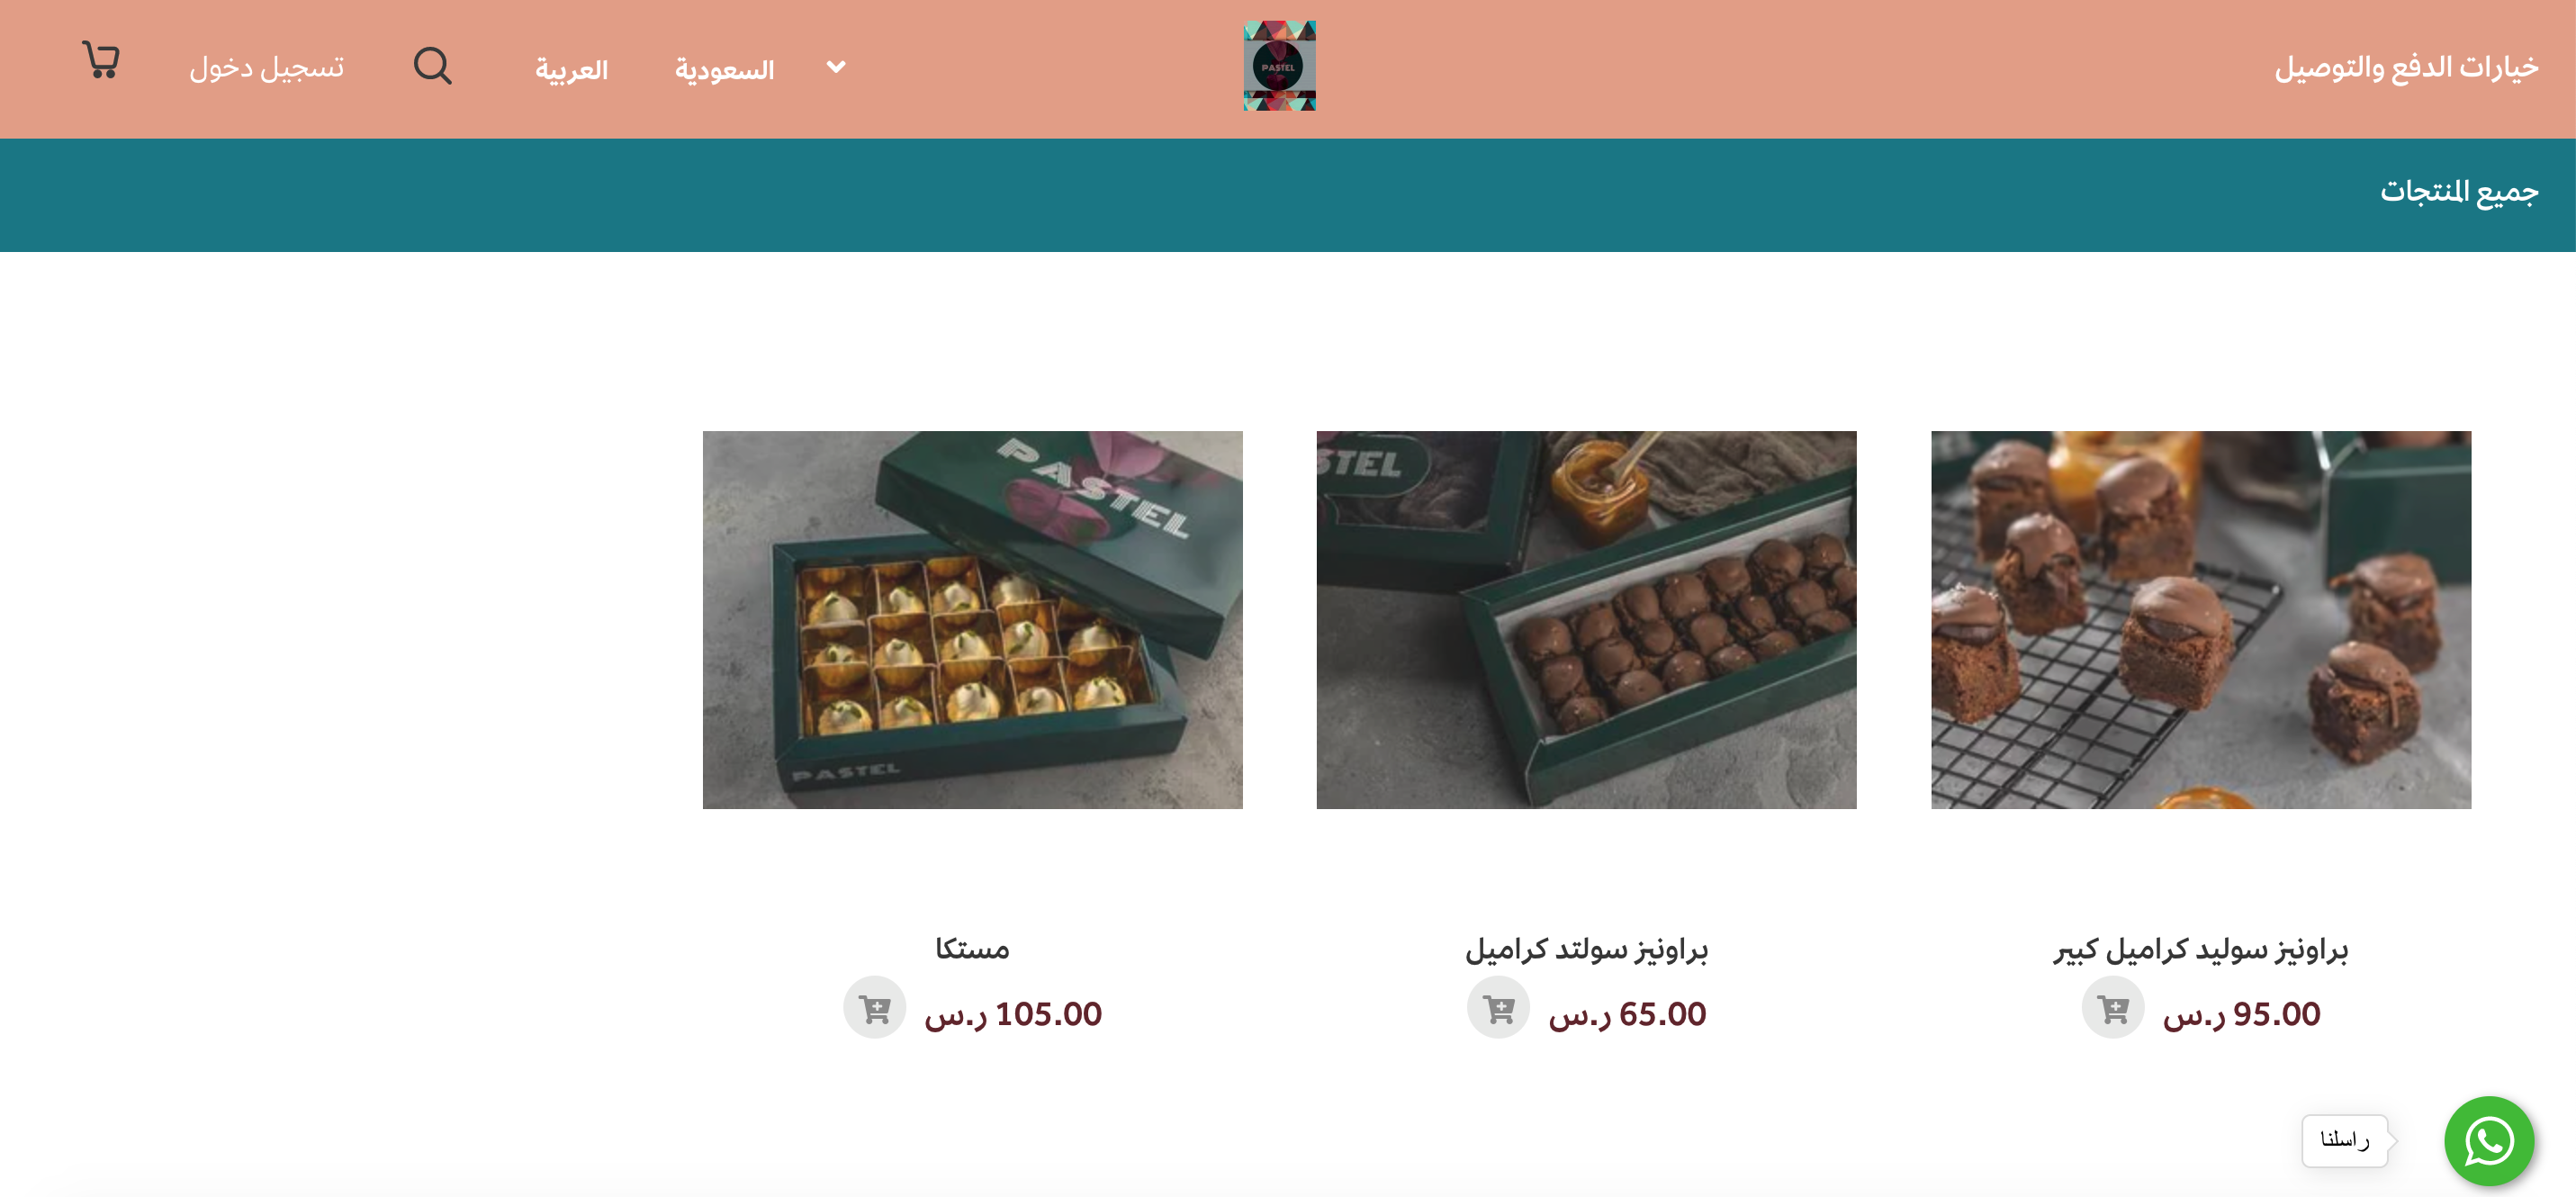 خيارات الدفع والتوصيل
PASTEL
السعودية
العربية
تسجيل دخول
جميع المنتجات
STEL
PASTEL
PASTEL
براونيز سوليد كراميل كبير
95.00 ر.س
براونيز سولتد كراميل
65.00 ر.س
مستكا
105.00 ر.س
راسلنا